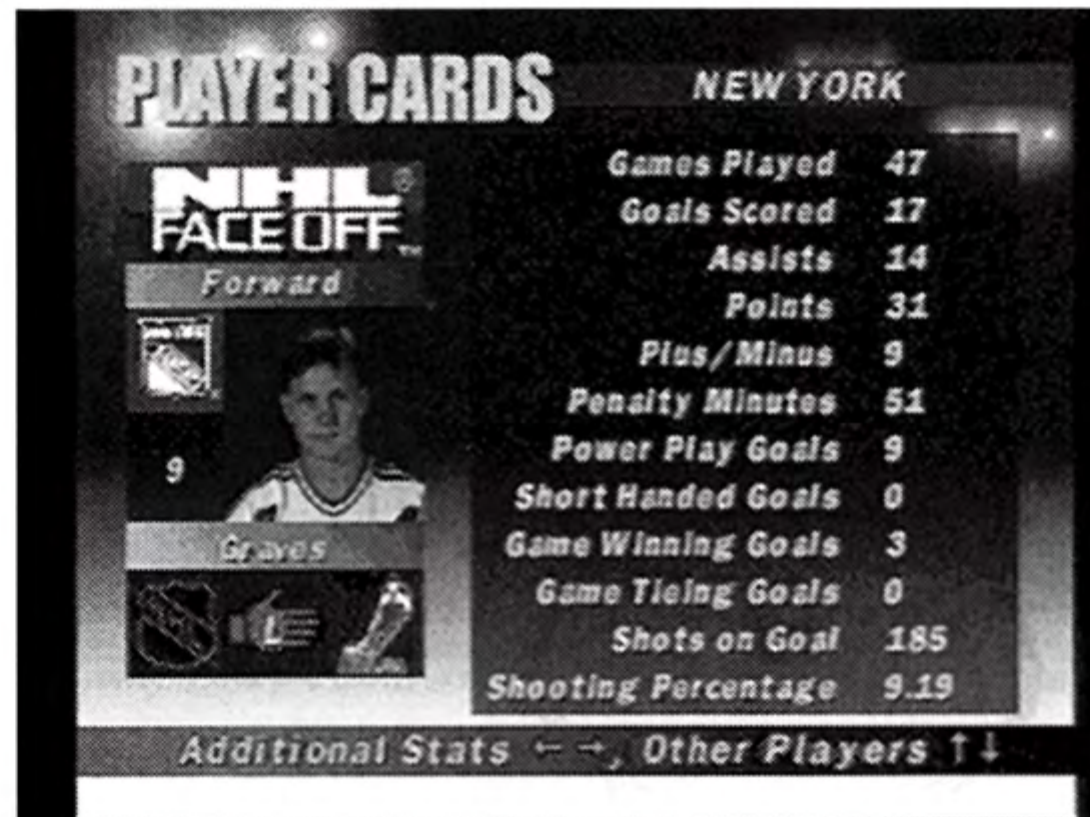 PLAYER CARDS
NEW YORK
NHL®
FACE OFF™
Forward
9
Graves
L
Games Played 47
Goals Scored 17
Assists 14
Points 31
Plus/Minus 9
Penalty Minutes 51
Power Play Goals 9
Short Handed Goals 0
Game Winning Goals 3
Game Tieing Goals 0
Shots on Goal 185
Shooting Percentage 9.19
Additional Stats ←→, Other Players ↑↓